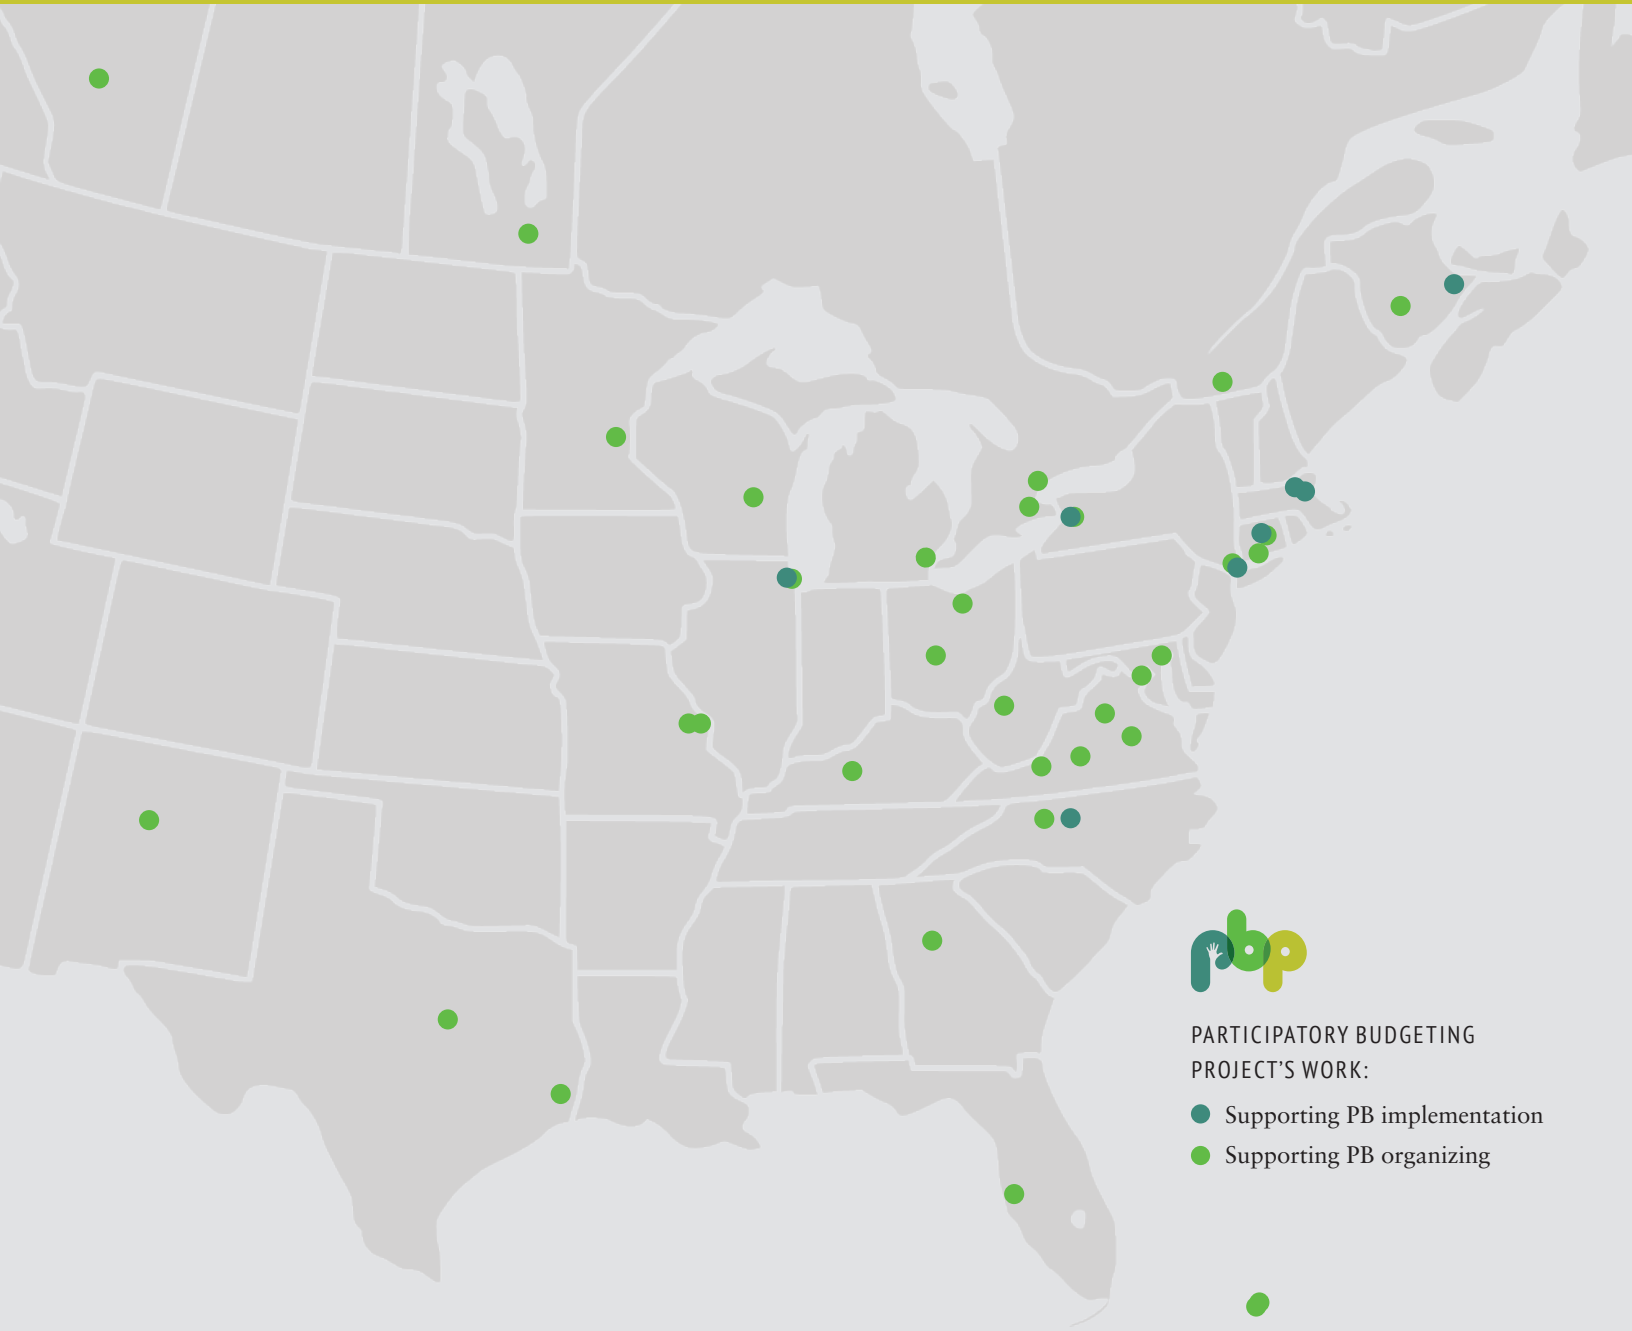 pbp
PARTICIPATORY BUDGETING
PROJECT'S WORK:
Supporting PB implementation
Supporting PB organizing